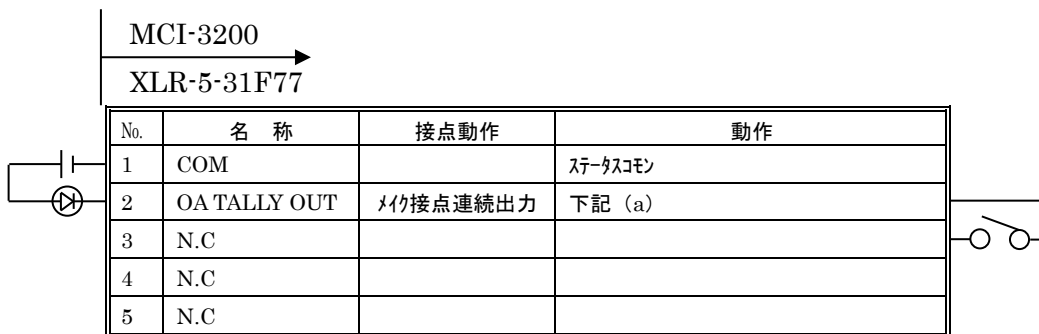 MCI-3200
XLR-5-31F77
No. 名 称 接点動作 動作
1 COM ｽﾃｰﾀｽｺﾓﾝ
2 OA TALLY OUT ﾒｲｸ接点連続出力 下記（a）
3 N.C
4 N.C
5 N.C